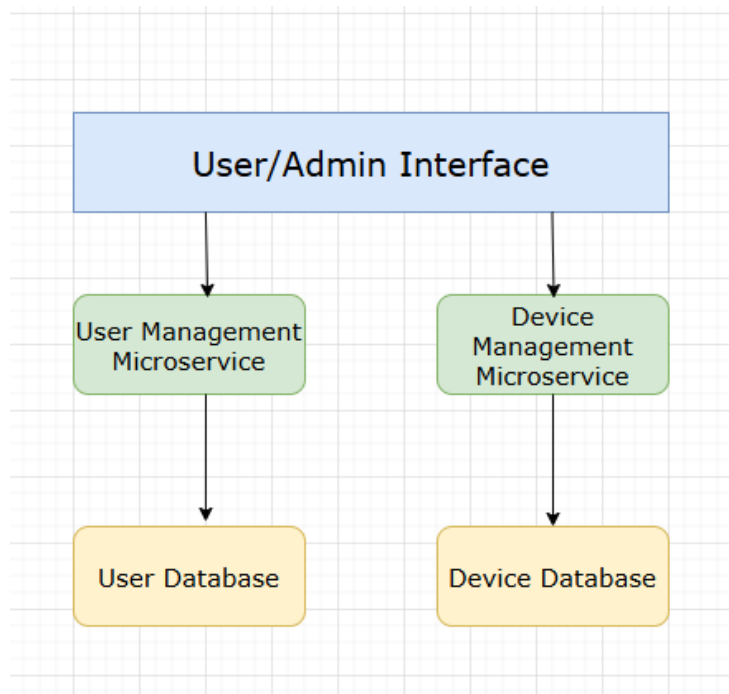 User/Admin Interface
User Management
Microservice
Device
Management
Microservice
User Database
Device Database